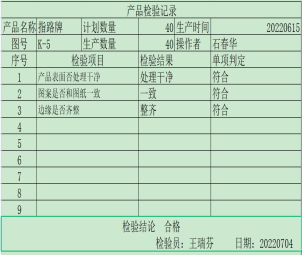 产品检验记录
产品名称 指路牌 计划数量 40 生产时间 20220615
图号 K-5 生产数量 40 操作者 石春华
序号 检验项目 检验结果 单项判定
1 产品表面否处理干净 处理干净 符合
2 图案是否和图纸一致 一致 符合
3 边缘是否齐整 整齐 符合
4
5
6
7
8
9
检验结论 合格
检验员：王瑞芬 日期：20220704